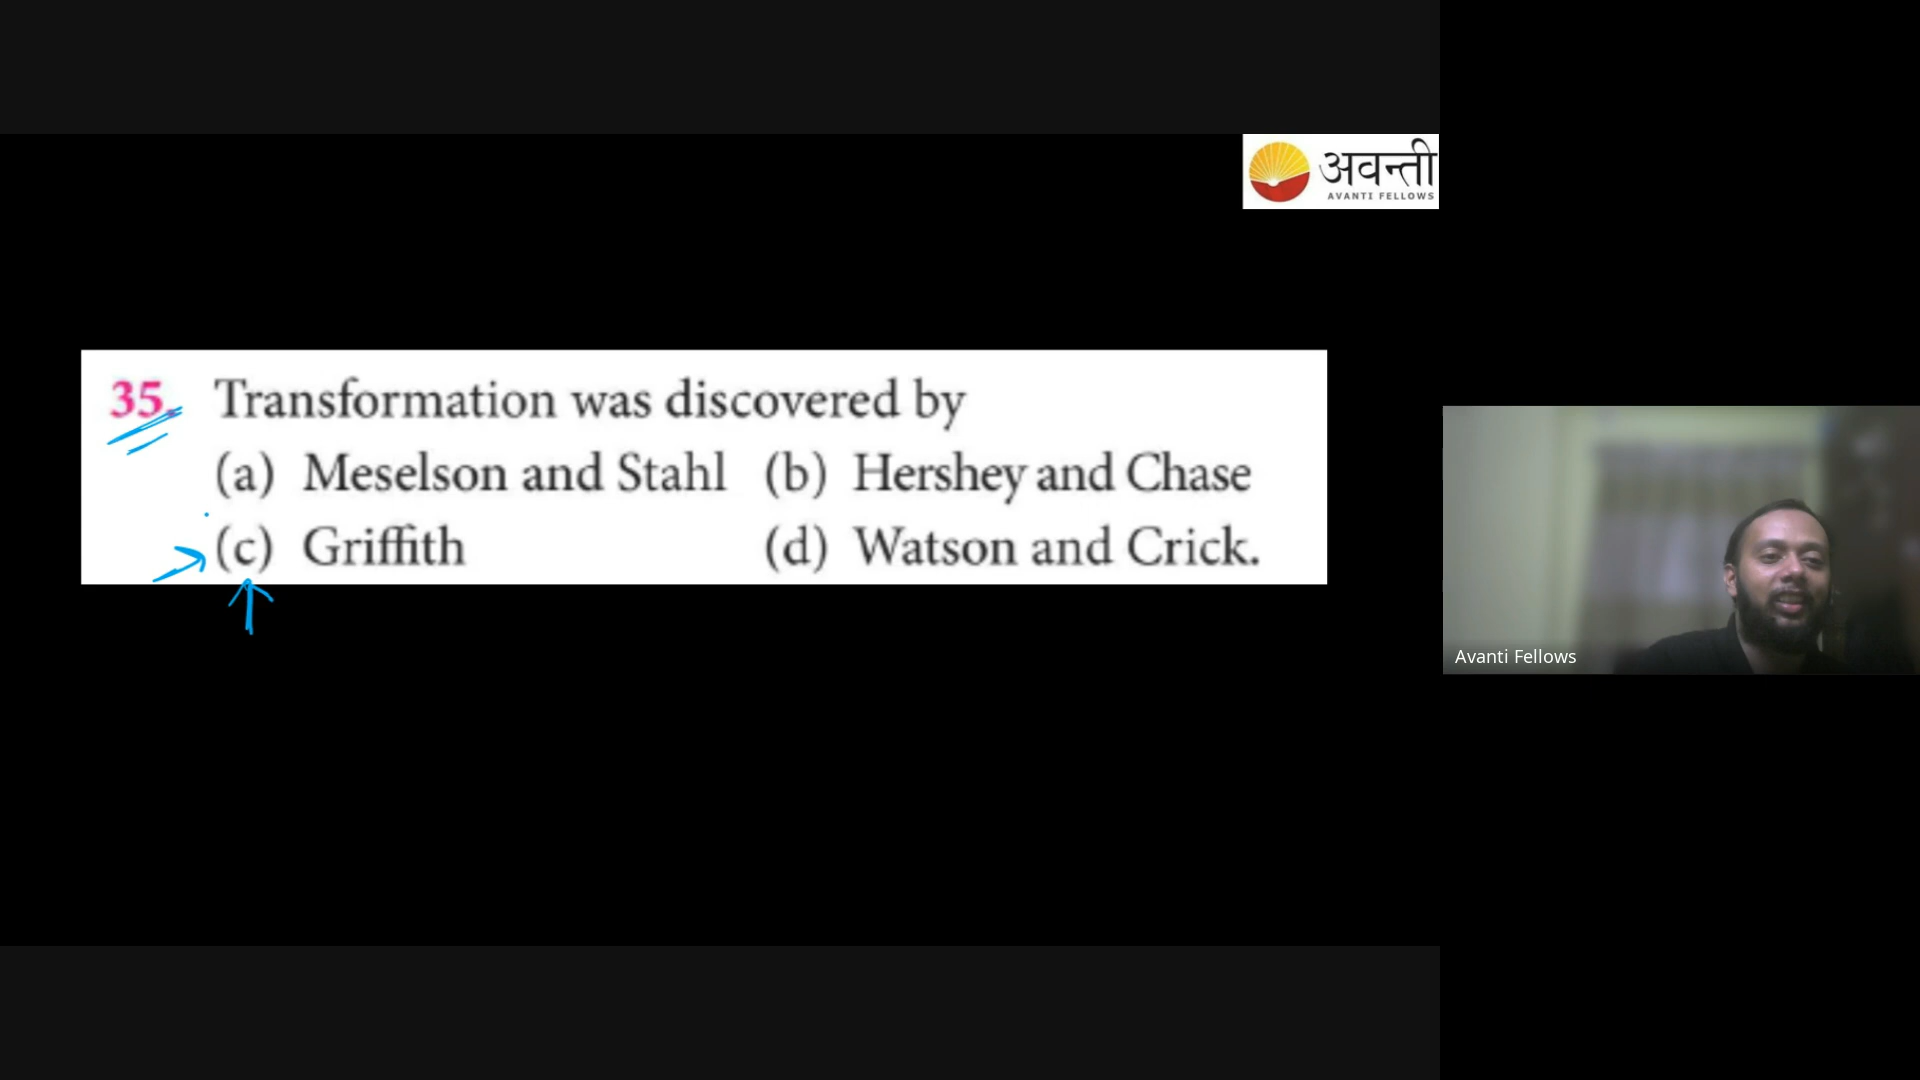 अवन्ती
AVANTI FELLOWS
35. Transformation was discovered by
(a) Meselson and Stahl (b) Hershey and Chase
(c) Griffith (d) Watson and Crick.
Avanti Fellows